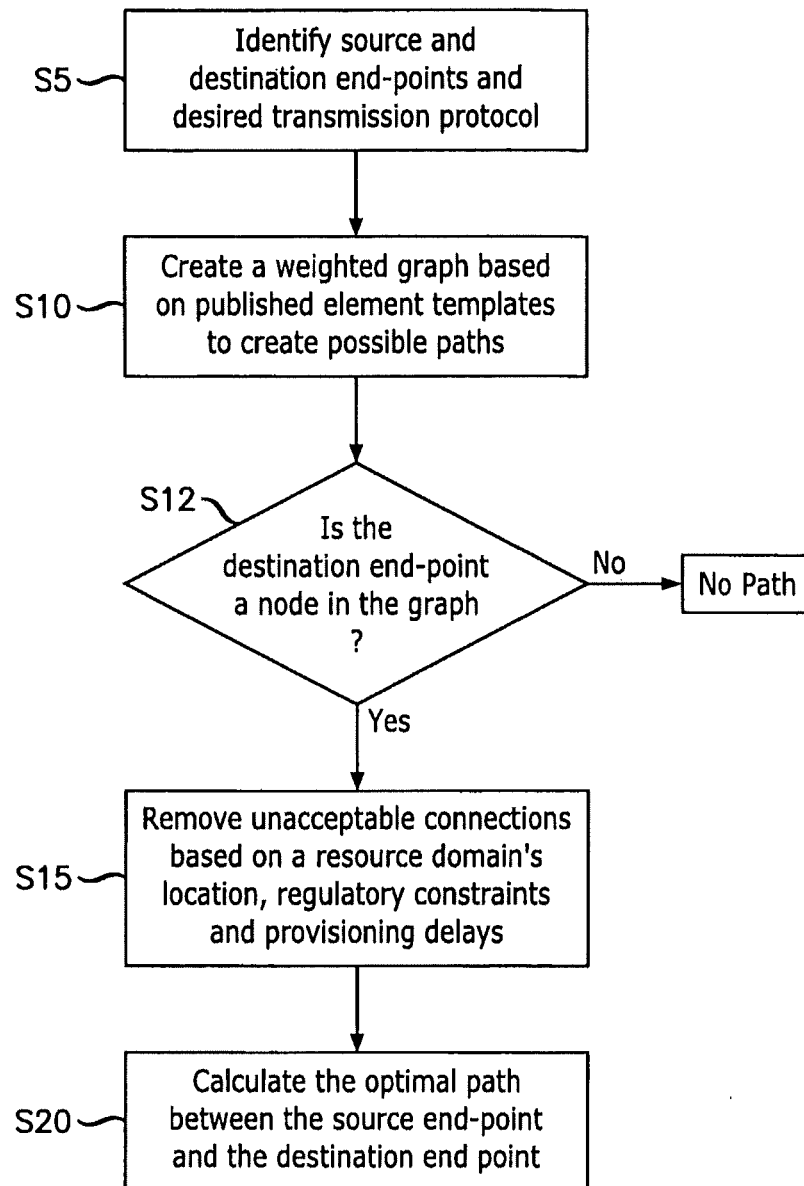 S5
Identify source and
destination end-points and
desired transmission protocol
S10
Create a weighted graph based
on published element templates
to create possible paths
S12
Is the
destination end-point
a node in the graph
?
No
No Path
Yes
S15
Remove unacceptable connections
based on a resource domain's
location, regulatory constraints
and provisioning delays
S20
Calculate the optimal path
between the source end-point
and the destination end point